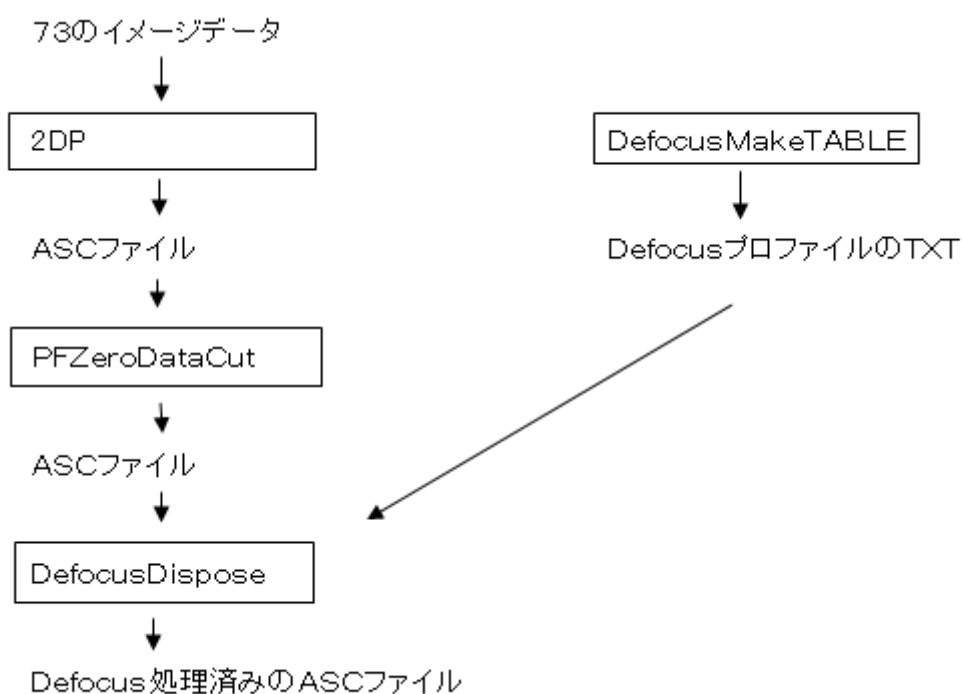 73のイメージデータ
2DP
ASCファイル
PFZeroDataCut
ASCファイル
DefocusDispose
Defocus処理済みのASCファイル
DefocusMakeTABLE
DefocusプロファイルのTXT